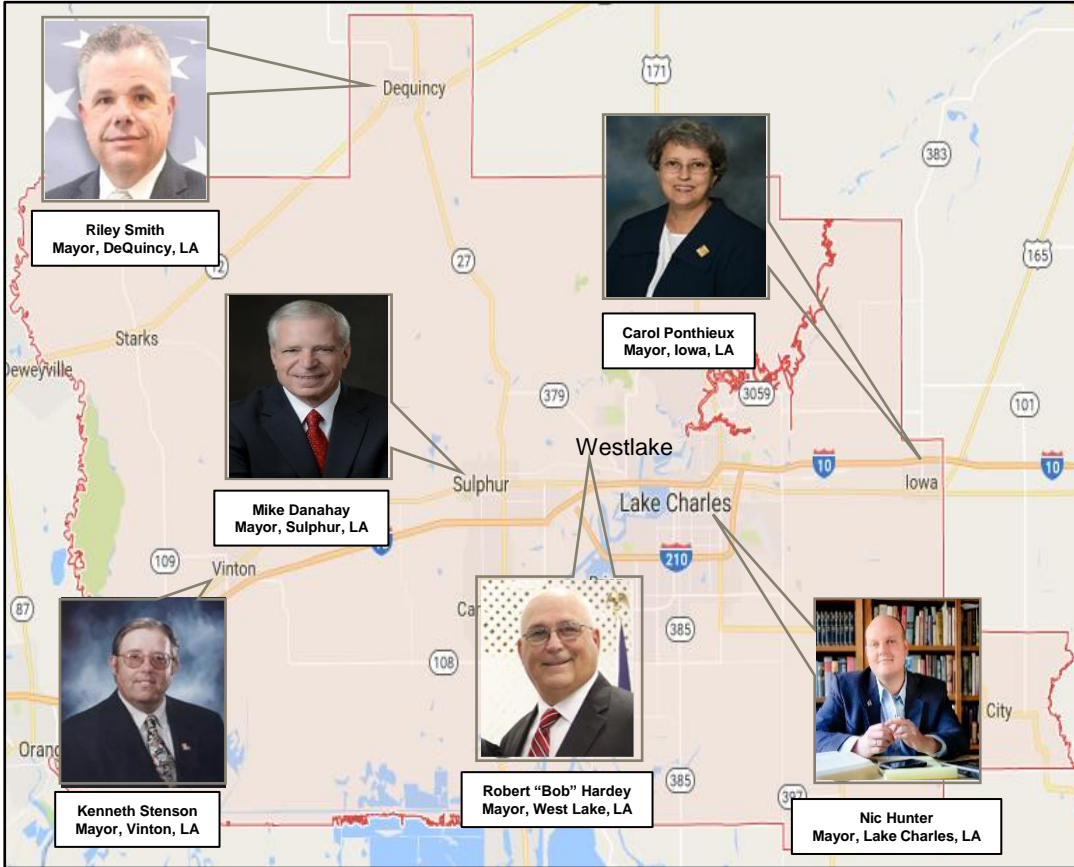 171
Dequincy
383
Riley Smith
Mayor, DeQuincy, LA
12
27
165
Carol Ponthieux
Mayor, Iowa, LA
Starks
Deweyville
379
3059
101
Westlake
10
10
Sulphur
Iowa
Lake Charles
Mike Danahay
Mayor, Sulphur, LA
210
109
Vinton
87
385
108
City
Kenneth Stenson
Mayor, Vinton, LA
Robert “Bob” Hardey
Mayor, West Lake, LA
385
397
Nic Hunter
Mayor, Lake Charles, LA